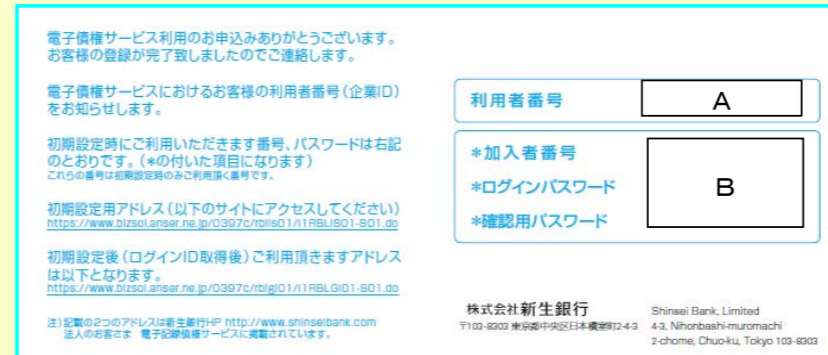 電子債権サービス利用のお申込みありがとうございます。
お客様の登録が完了致しましたのでご連絡します。
電子債権サービスにおけるお客様の利用者番号(企業ID)
をお知らせします。
初期設定時にご利用いただきます番号、パスワードは右記
のとおりです。(*の付いた項目になります)
これらの番号は初期設定時のみご利用頂く番号です。
初期設定用アドレス(以下のサイトにアクセスしてください)
https://www.bizsol.anser.ne.jp/0397c/rblis01/I1RBLIS01-S01.do
初期設定後(ログインID取得後)ご利用頂きますアドレス
は以下となります。
https://www.bizsol.anser.ne.jp/0397c/rblgi01/I1RBLGI01-S01.do
注)記載の2つのアドレスは新生銀行HP http://www.shinseibank.com
法人のお客さま 電子記録債権サービスに掲載されています。
利用者番号 A
*加入者番号
*ログインパスワード B
*確認用パスワード
株式会社新生銀行
〒103-8303 東京都中央区日本橋室町2-4-3
Shinsei Bank, Limited
4-3, Nihonbashi-muromachi
2-chome, Chuo-ku, Tokyo 103-8303